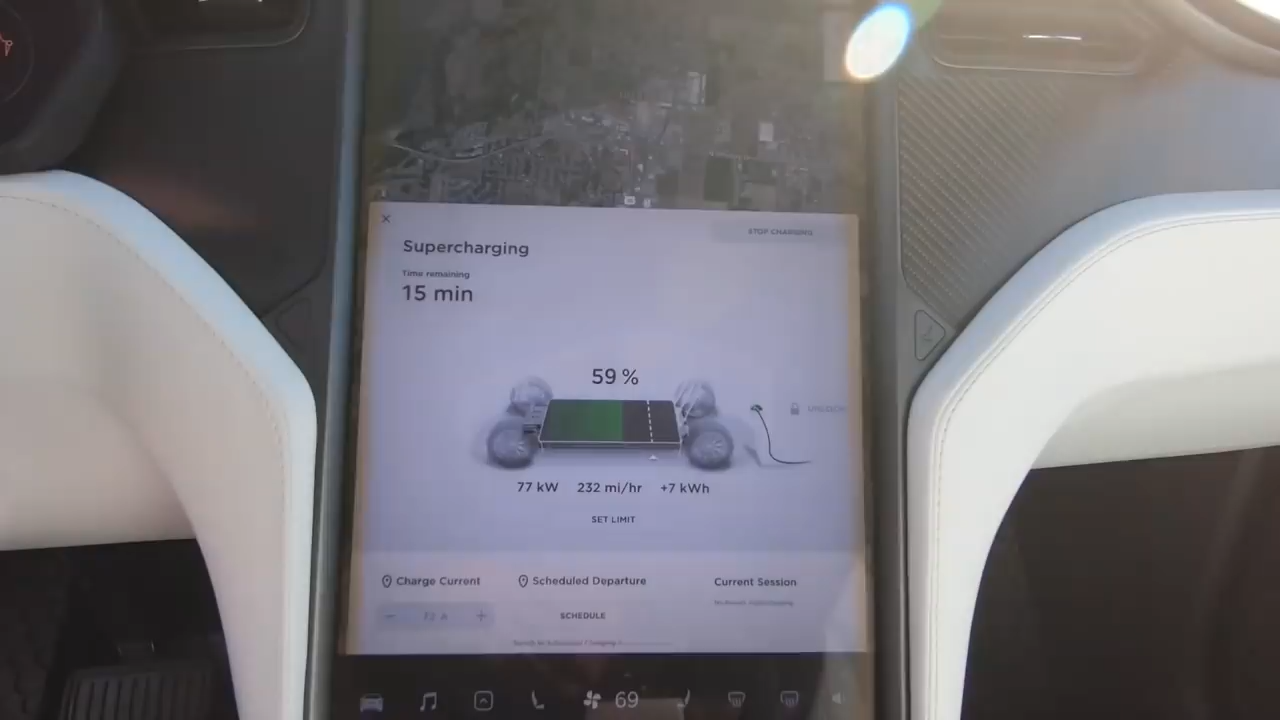 STOP CHARGING
Supercharging
Time remaining
15 min
59 %
UNLOCK
77 kW 232 mi/hr +7 kWh
SET LIMIT
Charge Current Scheduled Departure Current Session
SCHEDULE
69